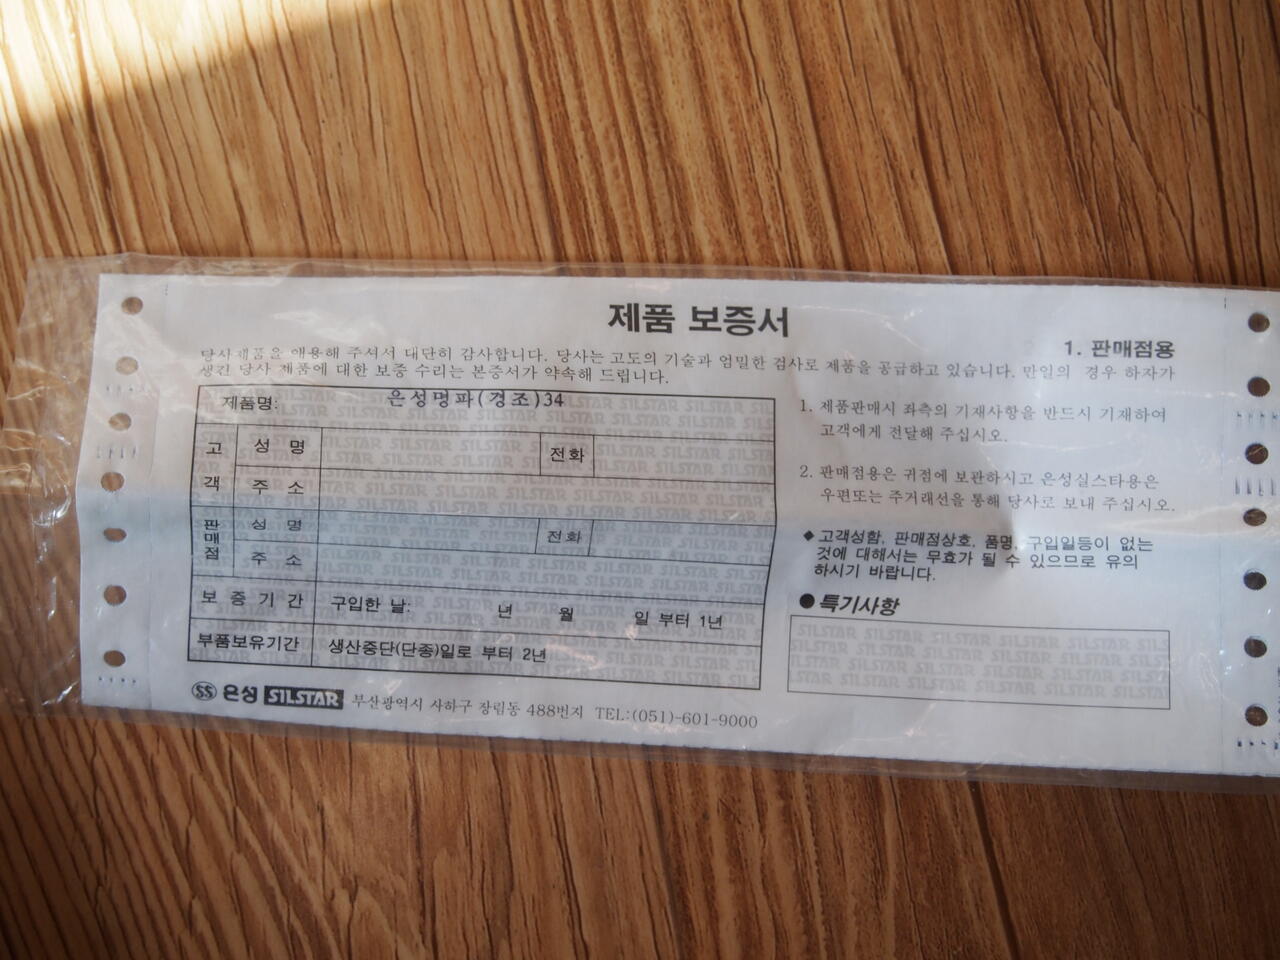 제품 보증서
1. 판매점용
당사제품을 애용해 주셔서 대단히 감사합니다. 당사는 고도의 기술과 엄밀한 검사로 제품을 공급하고 있습니다. 만일의 경우 하자가
생긴 당사 제품에 대한 보증 수리는 본증서가 약속해 드립니다.
제품명: 은성명파(경조)34
고객 성 명 전화
주 소
판매점 성 명 전화
주 소
보 증 기 간 구입한 날: 년 월 일 부터 1년
부품보유기간 생산중단(단종)일로 부터 2년
SS 은성 SILSTAR 부산광역시 사하구 장림동 488번지 TEL:(051)-601-9000
1. 제품판매시 좌측의 기재사항을 반드시 기재하여
고객에게 전달해 주십시오.
2. 판매점용은 귀점에 보관하시고 은성실스타용은
우편또는 주거래선을 통해 당사로 보내 주십시오.
◆고객성함, 판매점상호, 품명, 구입일등이 없는
것에 대해서는 무효가 될 수 있으므로 유의
하시기 바랍니다.
●특기사항